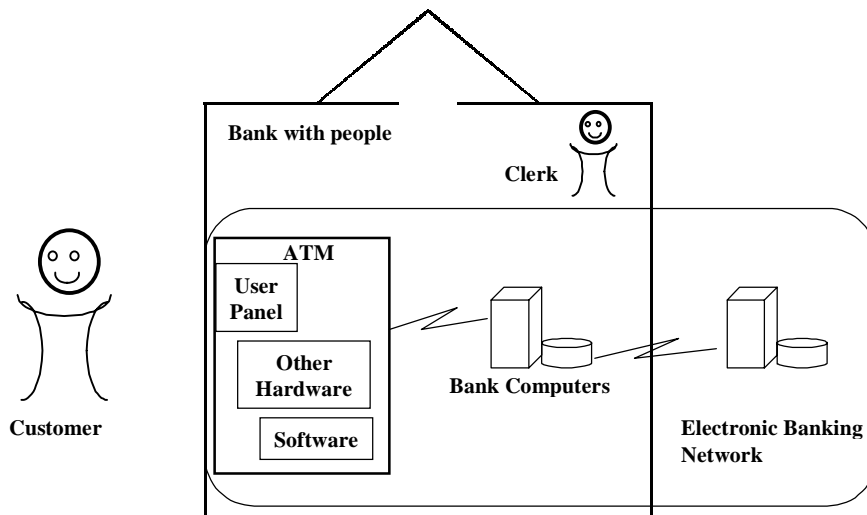 Bank with people
Clerk
ATM
User
Panel
Other
Hardware
Software
Bank Computers
Customer
Electronic Banking
Network